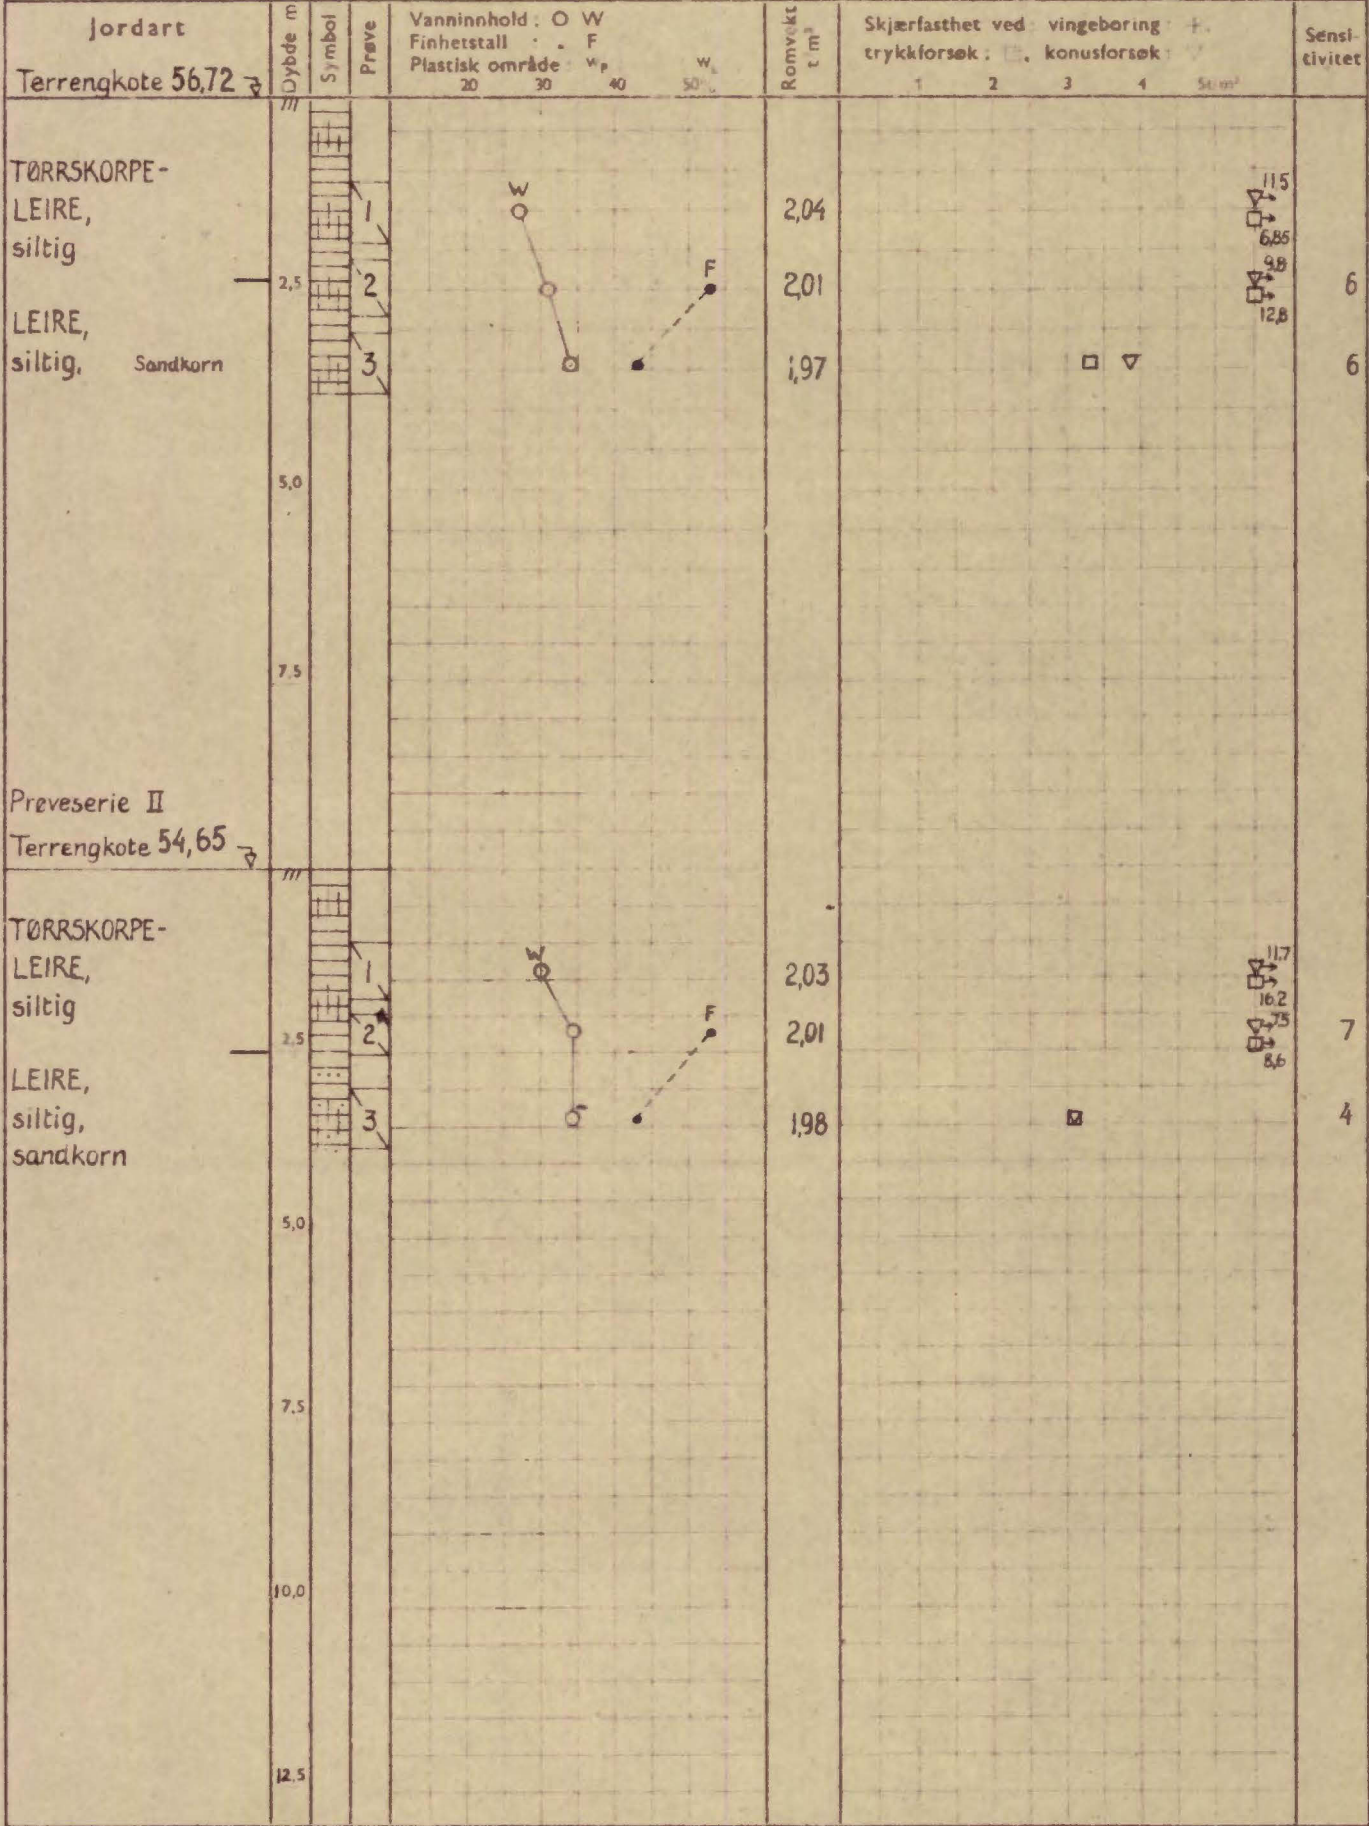 Jordart
Terrengkote 56,72
Dybde m
Symbol
Prøve
Vanninnhold: O W
Finhetstall . F
Plastisk område wp w
20 30 40 50%
Romvekt t m³
Skjærfasthet ved vingeboring +
trykkforsøk: . konusforsøk
1 2 3 4 5t/m²
Sensi-
tivitet
TØRRSKORPE-
LEIRE,
siltig
W
1
2,04
11,5
6,85
2,5
2
F
2,01
9,8
12,8
6
LEIRE,
siltig, Sandkorn
3
1,97
6
5,0
7,5
Prøveserie II
Terrengkote 54,65
TØRRSKORPE-
LEIRE,
siltig
W
1
2,03
11,7
16,2
2,5
2
F
2,01
7,5
8,6
7
LEIRE,
siltig,
sandkorn
3
1,98
4
5,0
7,5
10,0
12,5